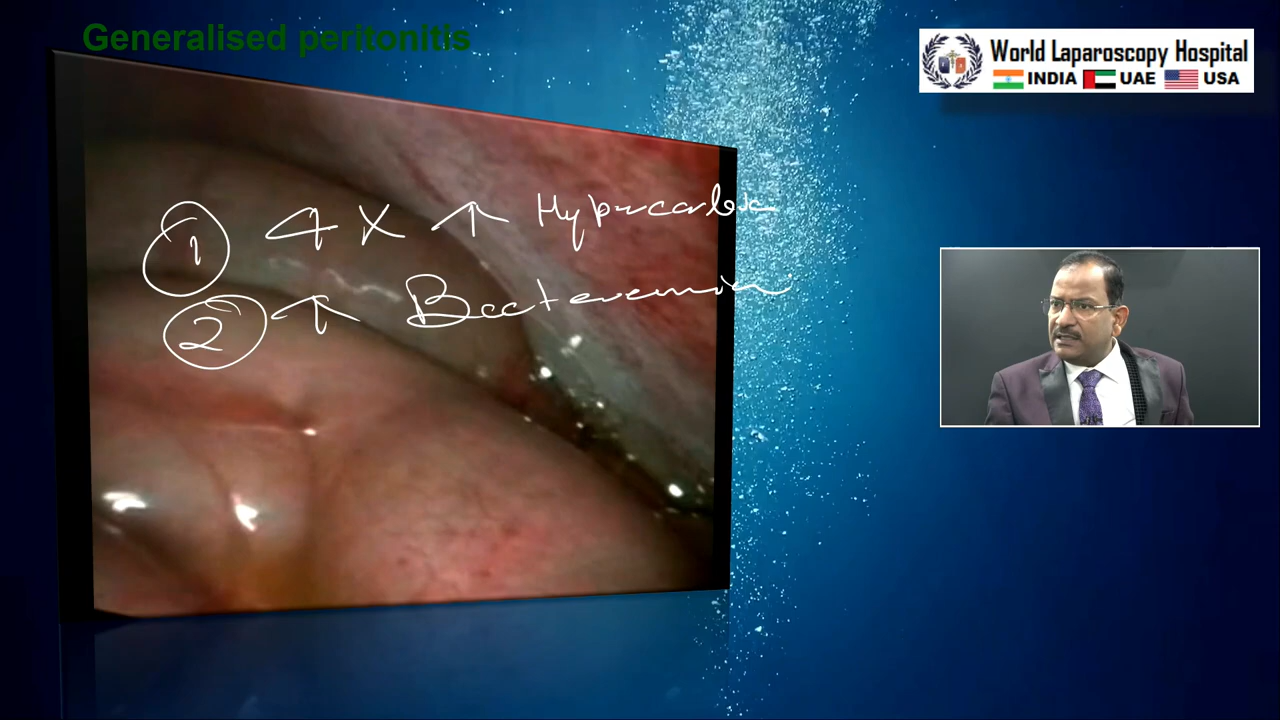 Generalised peritonitis
World Laparoscopy Hospital
INDIA UAE USA
1 4 X ↑ Hypercarbia
2 ↑ Bacteremia